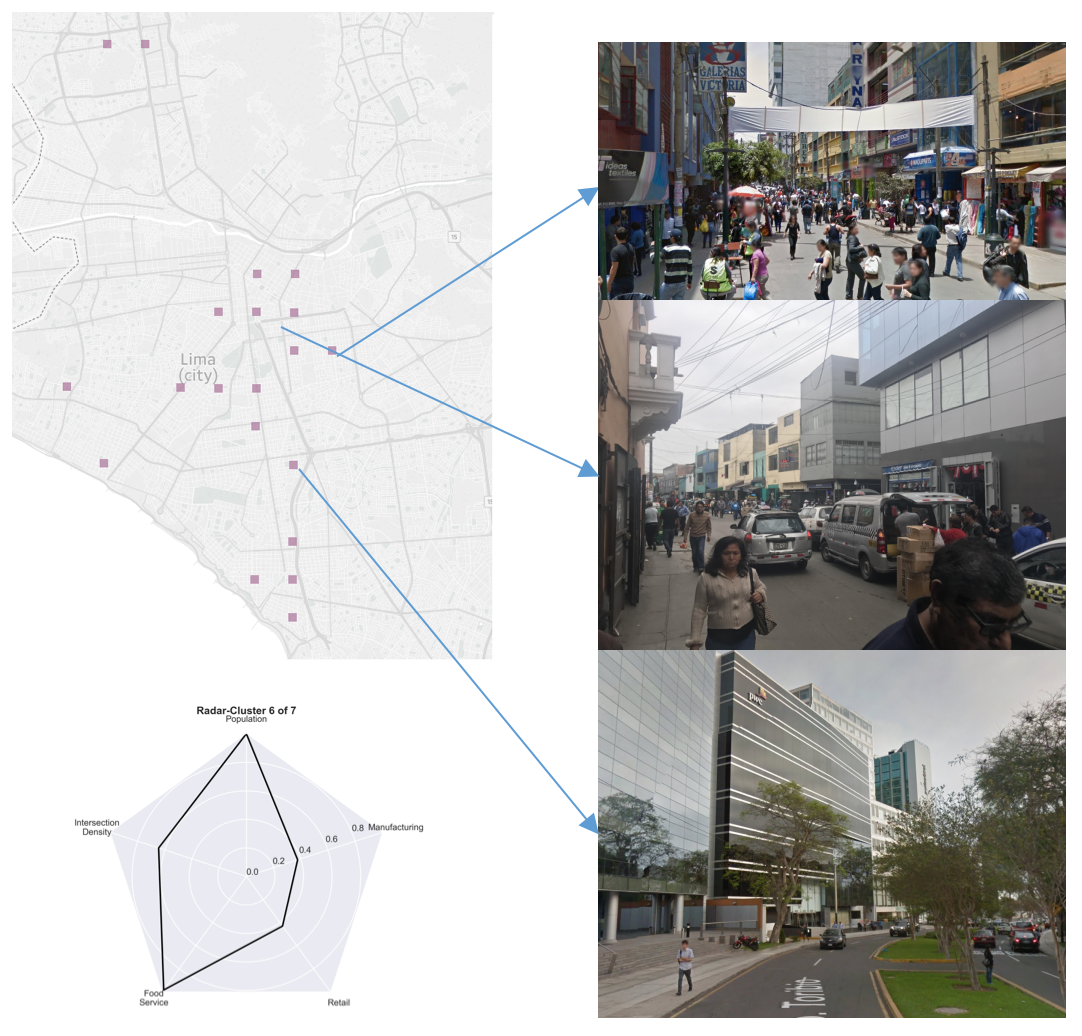 15
Lima
(city)
15
GALERIAS
VICTORIA
ideas
textiles
pwc
Radar-Cluster 6 of 7
Population
Intersection
Density
0.8 Manufacturing
0.6
0.4
0.2
0.0
Food
Service
Retail